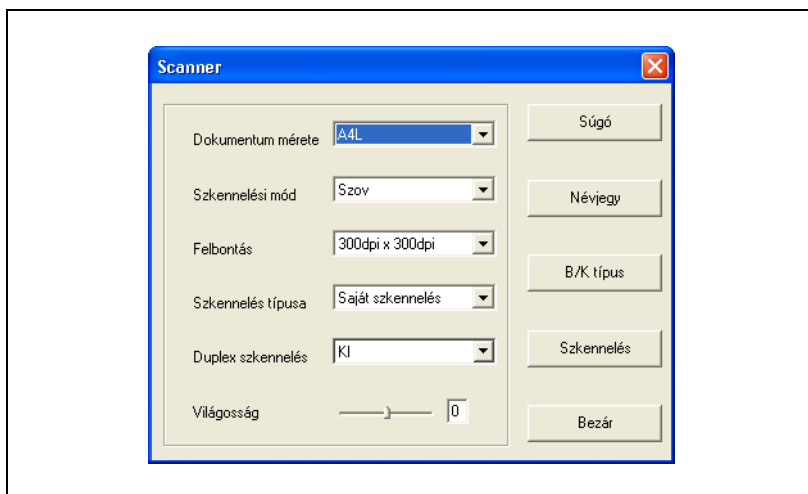 Scanner
Dokumentum mérete A4L
Szkennelési mód Szov
Felbontás 300dpi x 300dpi
Szkennelés típusa Saját szkennelés
Duplex szkennelés KI
Világosság 0
Súgó
Névjegy
B/K típus
Szkennelés
Bezár